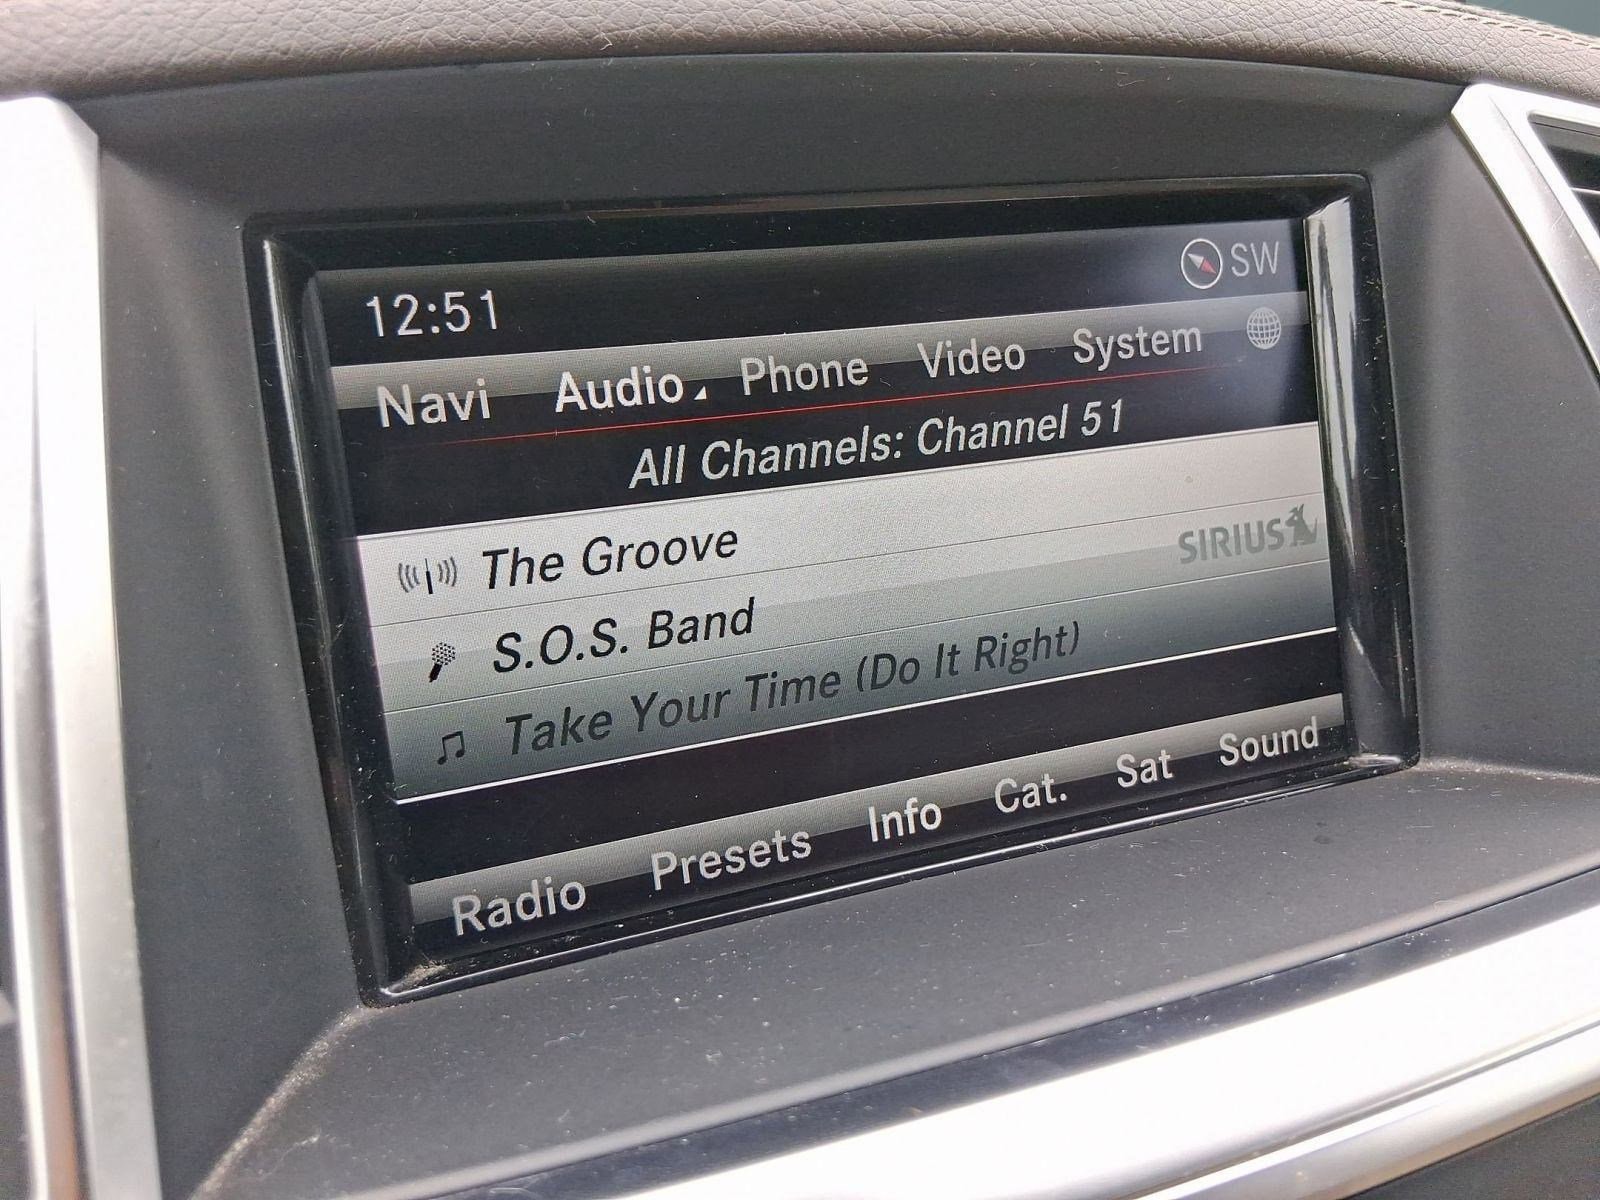 12:51 SW
Navi Audio Phone Video System
All Channels: Channel 51
The Groove
SIRIUS
S.O.S. Band
Take Your Time (Do It Right)
Radio Presets Info Cat. Sat Sound